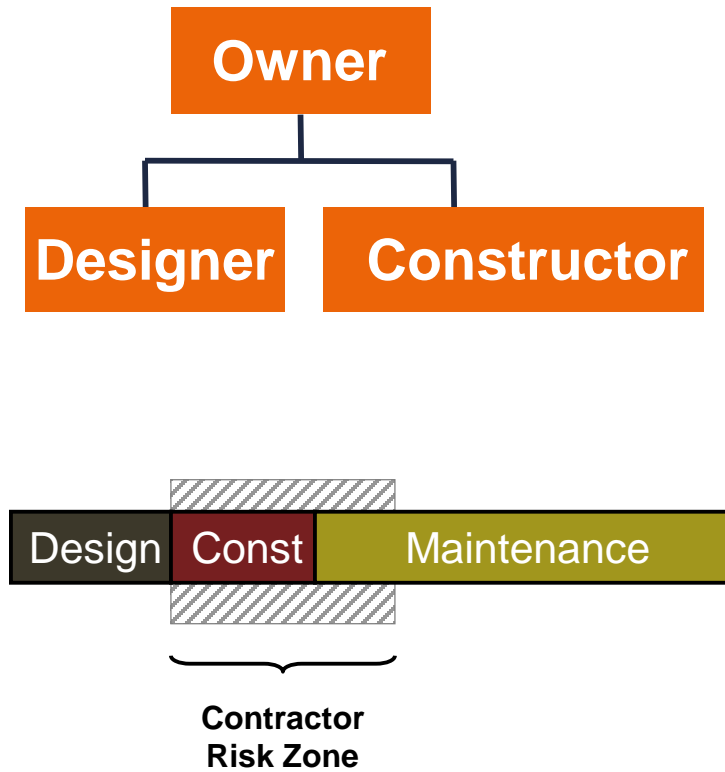 Owner
Designer
Constructor
Design
Const
Maintenance
Contractor
Risk Zone